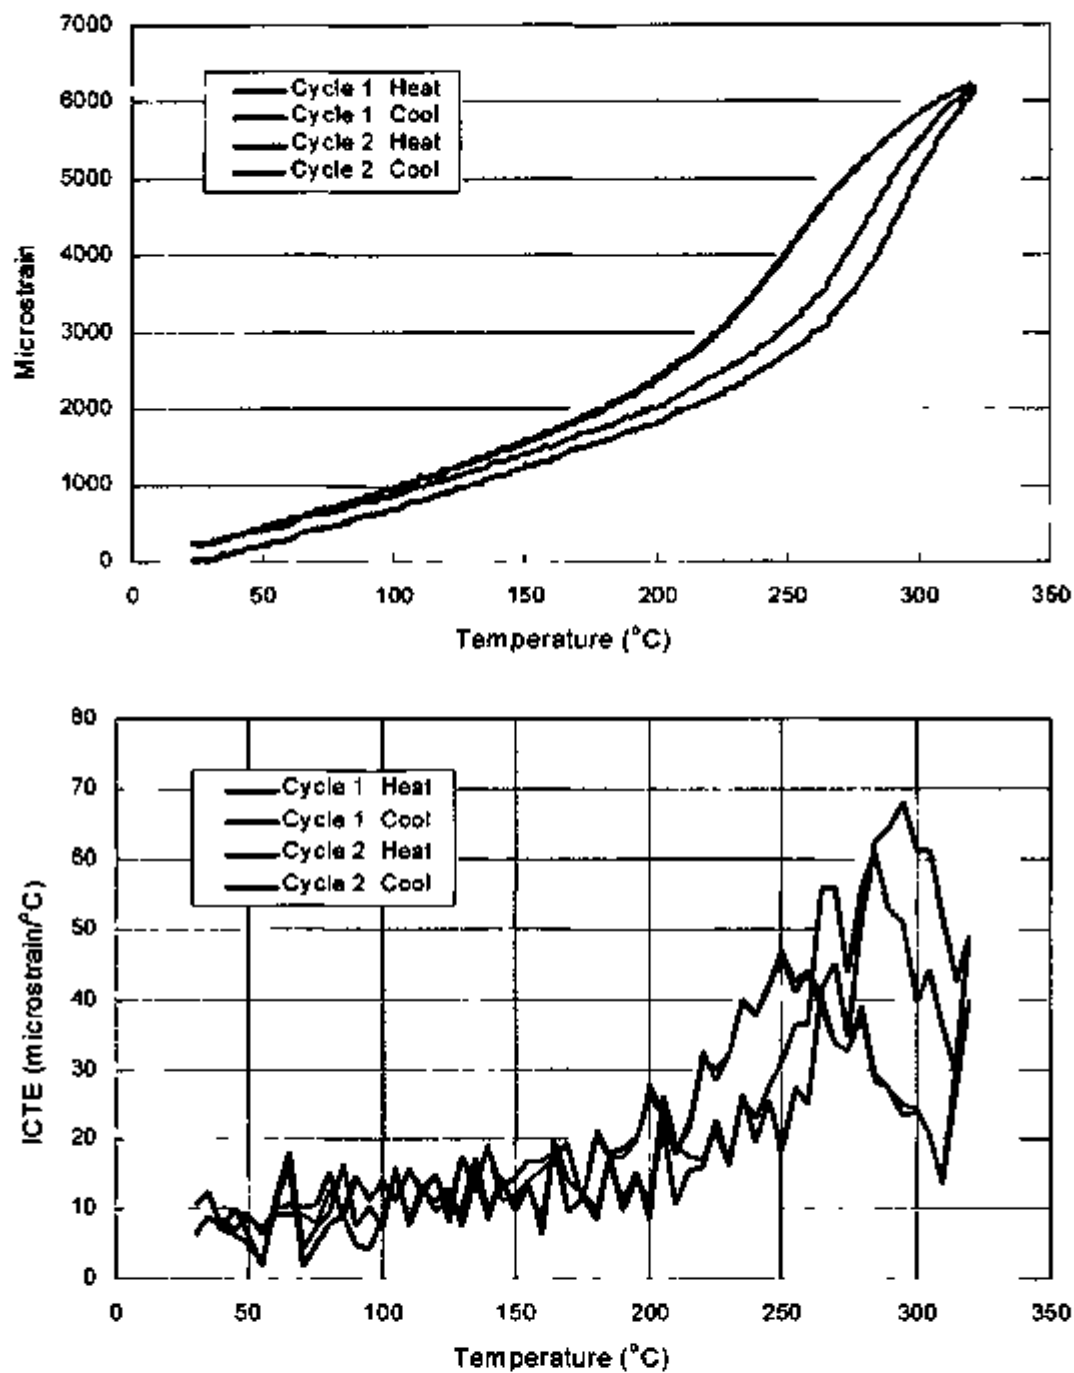 7000
6000
5000
4000
3000
2000
1000
0
Microstrain
Cycle 1 Heat
Cycle 1 Cool
Cycle 2 Heat
Cycle 2 Cool
0 50 100 150 200 250 300 350
Temperature (°C)
80
70
60
50
40
30
20
10
0
ICTE (microstrain/°C)
Cycle 1 Heat
Cycle 1 Cool
Cycle 2 Heat
Cycle 2 Cool
0 50 100 150 200 250 300 350
Temperature (°C)